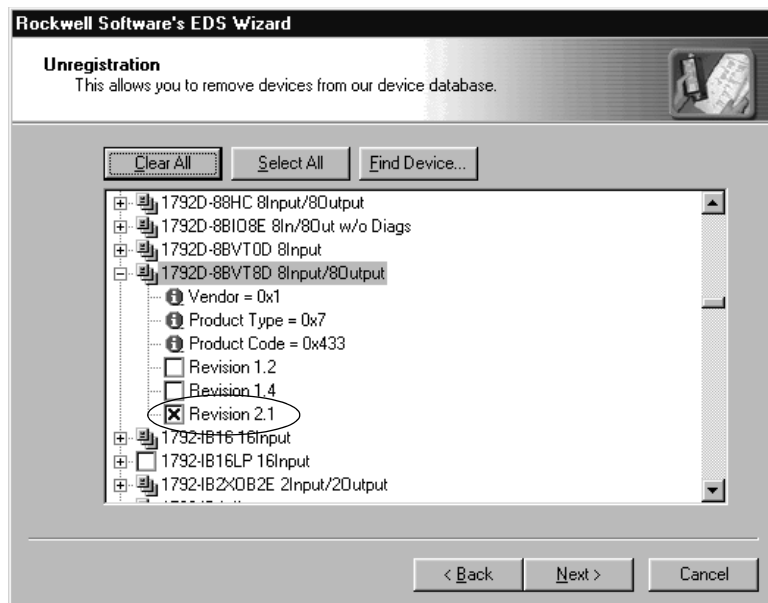 Rockwell Software's EDS Wizard
Unregistration
This allows you to remove devices from our device database.
Clear All Select All Find Device...
1792D-88HC 8Input/8Output
1792D-8BIO8E 8In/8Out w/o Diags
1792D-8BVT0D 8Input
1792D-8BVT8D 8Input/8Output
Vendor = 0x1
Product Type = 0x7
Product Code = 0x433
Revision 1.2
Revision 1.4
Revision 2.1
1792-IB16 16Input
1792-IB16LP 16Input
1792-IB2XOB2E 2Input/2Output
< Back Next > Cancel